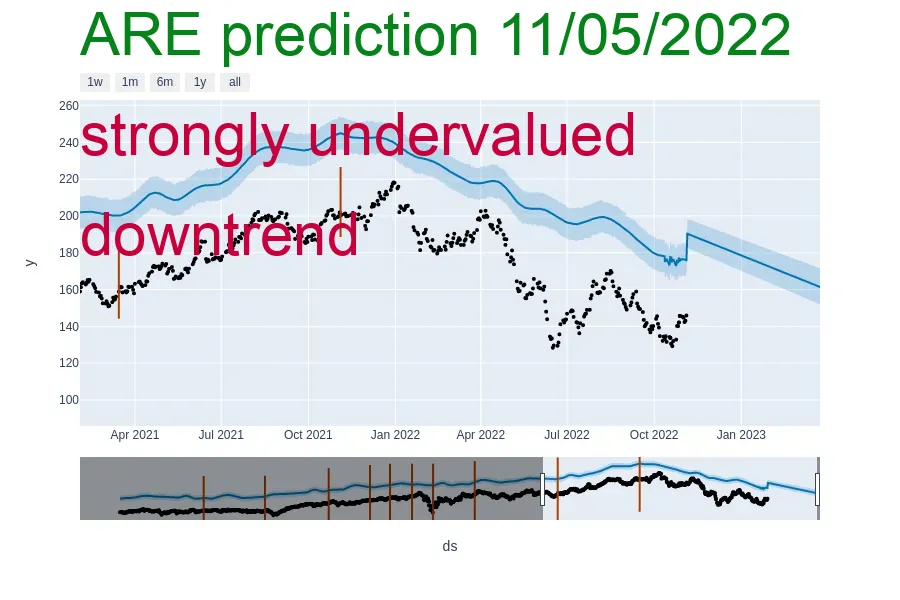 ARE prediction 11/05/2022
1w 1m 6m 1y all
260
strongly undervalued
240
220
200
downtrend
180
y
160
140
120
100
Apr 2021 Jul 2021 Oct 2021 Jan 2022 Apr 2022 Jul 2022 Oct 2022 Jan 2023
ds